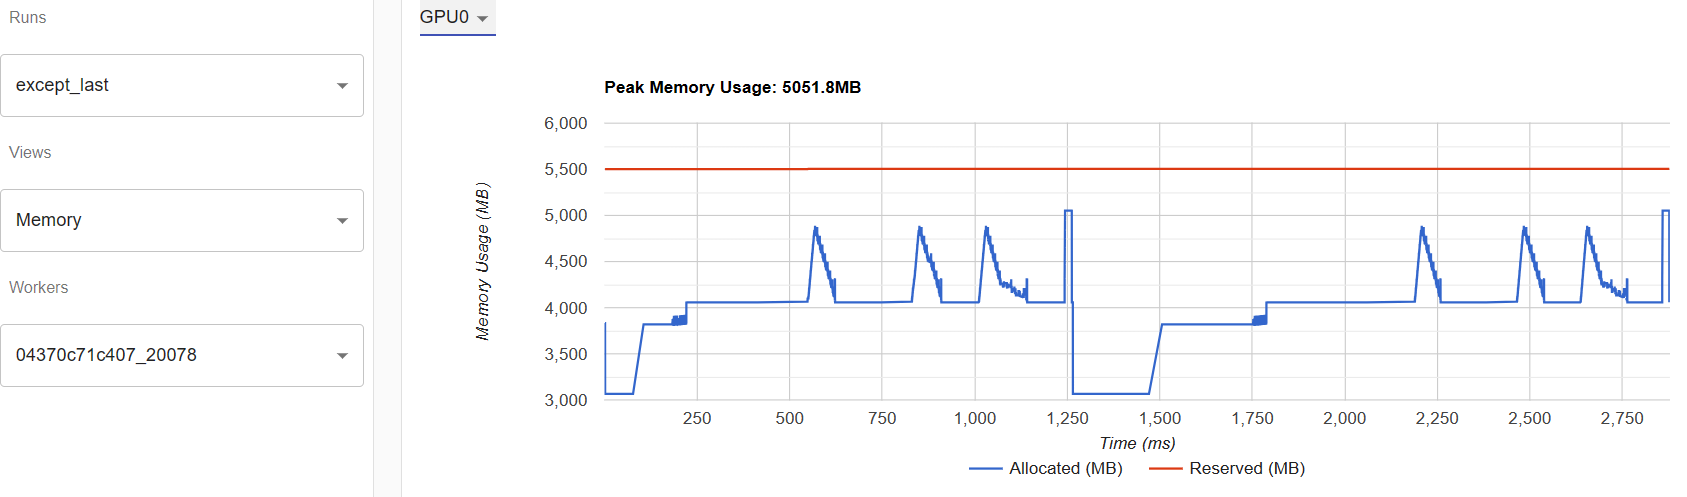 Runs
except_last
Views
Memory
Workers
04370c71c407_20078
GPU0
Peak Memory Usage: 5051.8MB
Memory Usage (MB)
6,000
5,500
5,000
4,500
4,000
3,500
3,000
250 500 750 1,000 1,250 1,500 1,750 2,000 2,250 2,500 2,750
Time (ms)
Allocated (MB) Reserved (MB)